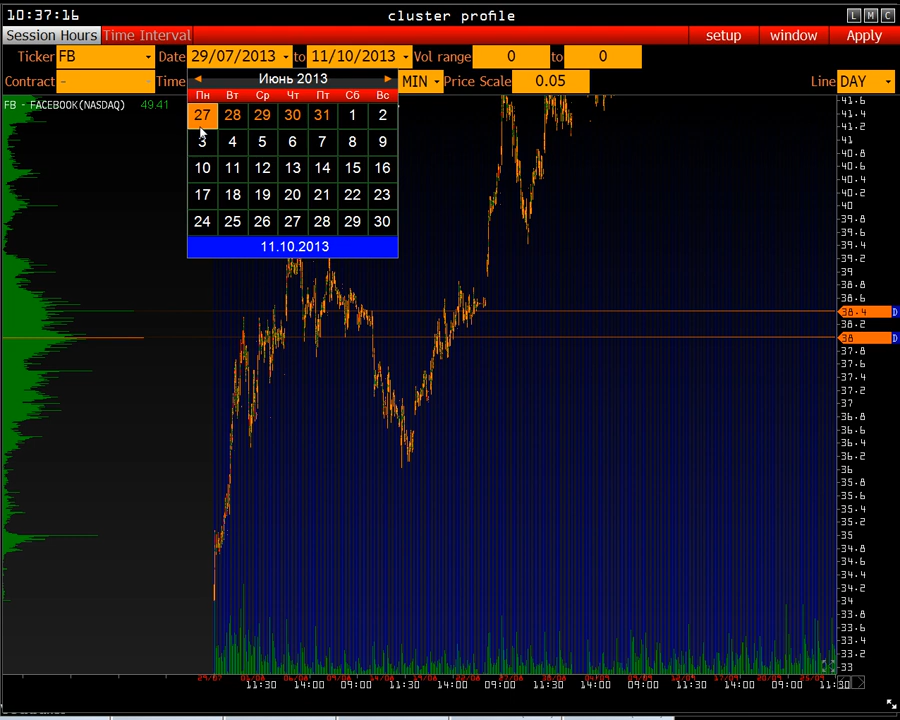 10:37:16 cluster profile L M C
Session Hours Time Interval setup window Apply
Ticker FB Date 29/07/2013 to 11/10/2013 Vol range 0 to 0
Contract - Time MIN Price Scale 0.05 Line DAY
Июнь 2013
Пн Вт Ср Чт Пт Сб Вс
27 28 29 30 31 1 2
3 4 5 6 7 8 9
10 11 12 13 14 15 16
17 18 19 20 21 22 23
24 25 26 27 28 29 30
11.10.2013
FB - FACEBOOK(NASDAQ) 49.41
41.6
41.2
41
40.8
40.6
40.4
40.2
40
39.8
39.6
39.4
39.2
39
38.8
38.6
38.4 D
38.2
38 D
37.8
37.6
37.4
37.2
37
36.8
36.6
36.4
36.2
36
35.8
35.6
35.4
35.2
35
34.8
34.6
34.4
34.2
34
33.8
33.6
33.4
33.2
33
11:30 14:00 09:00 11:30 14:00 09:00 11:30 14:00 09:00 11:30 14:00 09:00 11:30